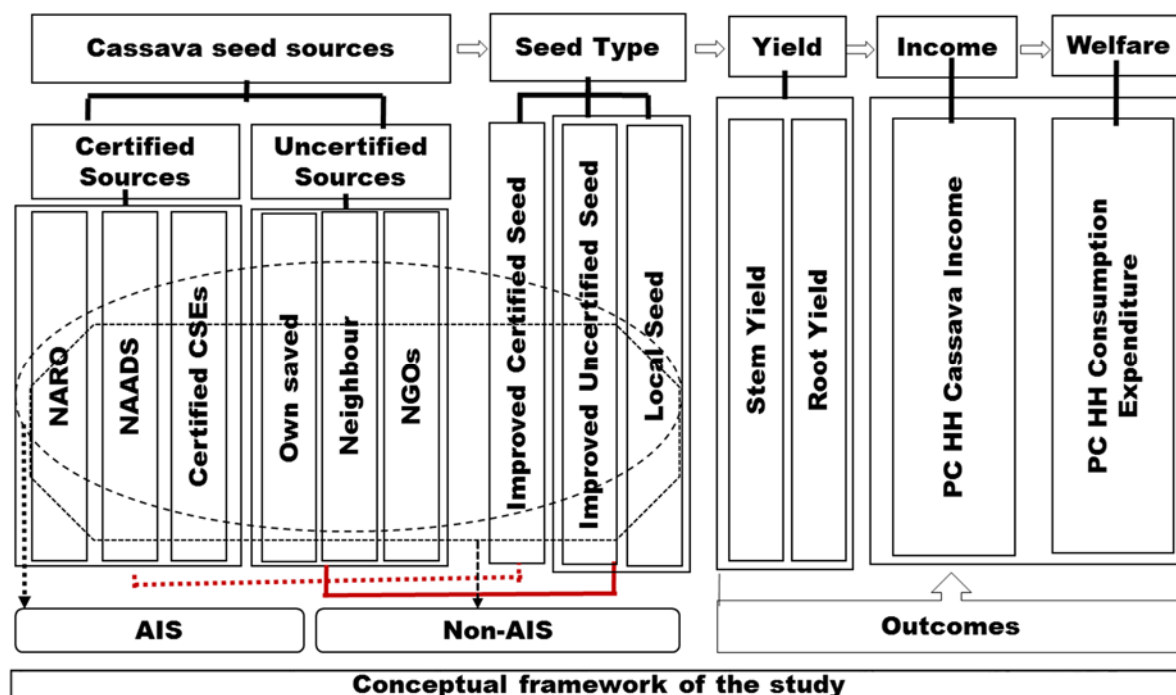 Cassava seed sources
Seed Type
Yield
Income
Welfare
Certified
Sources
Uncertified
Sources
NARO
NAADS
Certified CSEs
Own saved
Neighbour
NGOs
Improved Certified Seed
Improved Uncertified Seed
Local Seed
Stem Yield
Root Yield
PC HH Cassava Income
PC HH Consumption
Expenditure
AIS
Non-AIS
Outcomes
Conceptual framework of the study